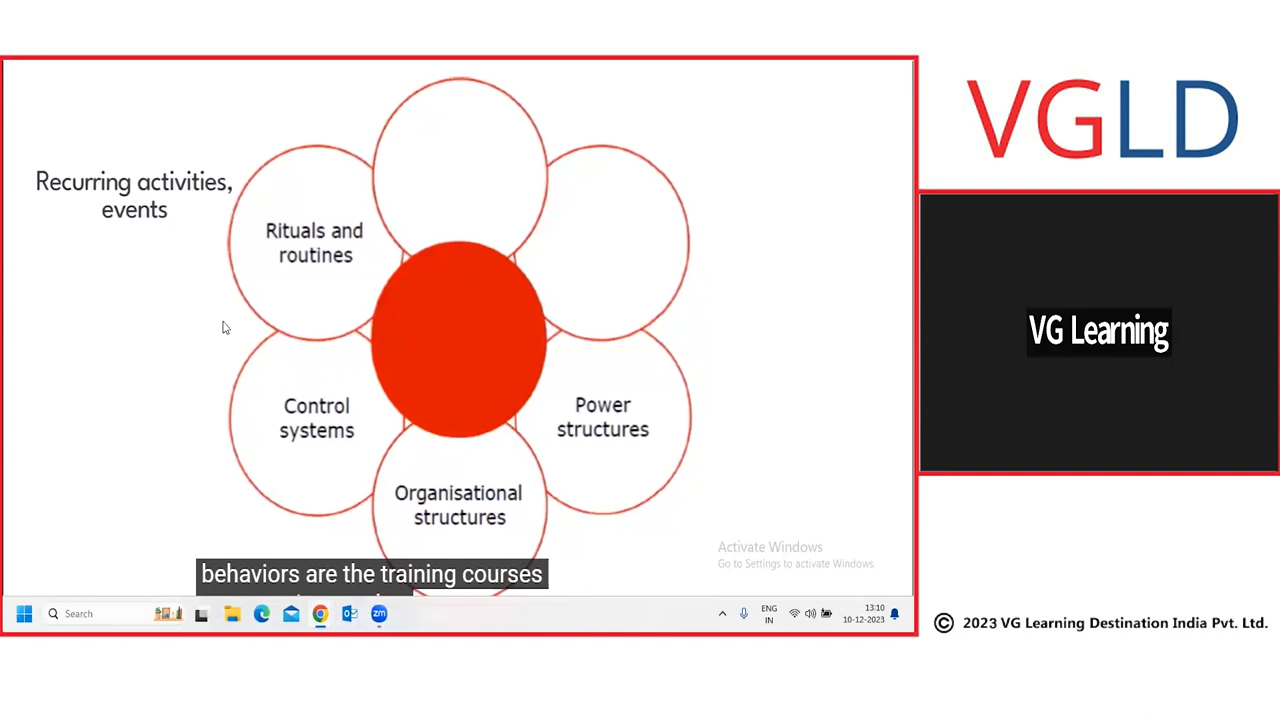 VGLD
Recurring activities,
events
Rituals and
routines
Control
systems
Power
structures
Organisational
structures
VG Learning
Activate Windows
Go to Settings to activate Windows.
behaviors are the training courses
Search
zm
ENG
IN
13:10
10-12-2023
© 2023 VG Learning Destination India Pvt. Ltd.